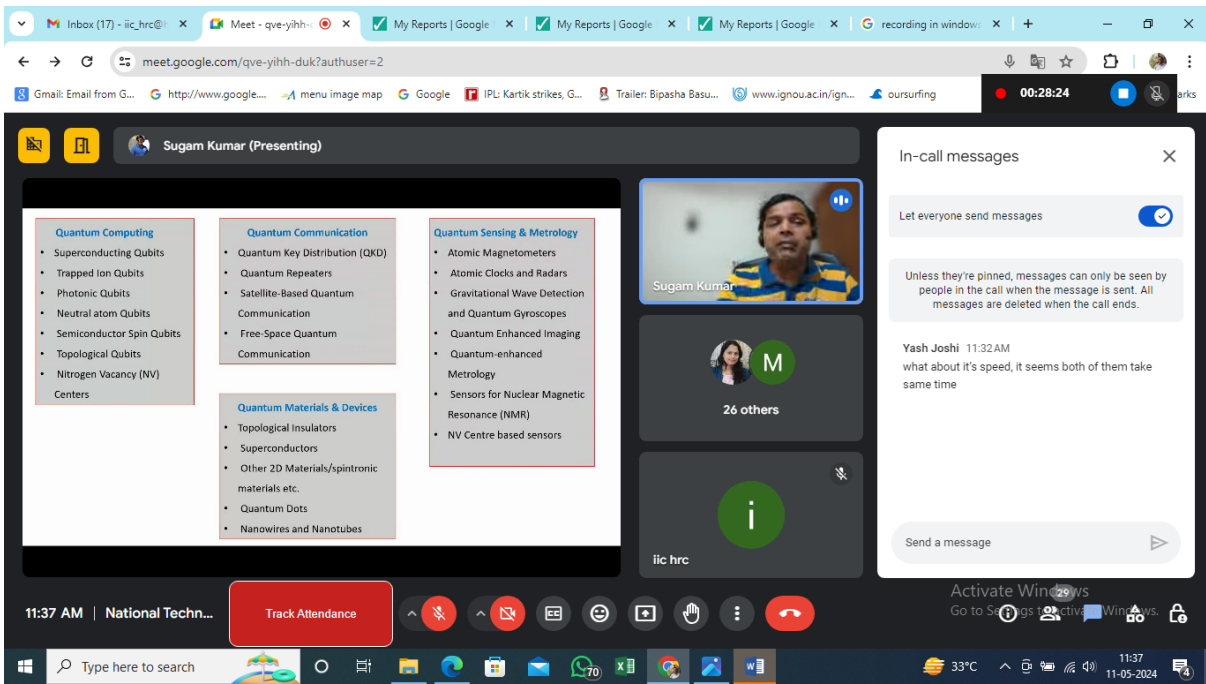 Inbox (17) - iic_hrc@
Meet - qve-yihh-
My Reports | Google
My Reports | Google
My Reports | Google
recording in windows
meet.google.com/qve-yihh-duk?authuser=2
Gmail: Email from G...
http://www.google....
menu image map
Google
IPL: Kartik strikes, G...
Trailer: Bipasha Basu...
www.ignou.ac.in/ign...
oursurfing
00:28:24
arks
Sugam Kumar (Presenting)
Quantum Computing
• Superconducting Qubits
• Trapped Ion Qubits
• Photonic Qubits
• Neutral atom Qubits
• Semiconductor Spin Qubits
• Topological Qubits
• Nitrogen Vacancy (NV)
Centers
Quantum Communication
• Quantum Key Distribution (QKD)
• Quantum Repeaters
• Satellite-Based Quantum
Communication
• Free-Space Quantum
Communication
Quantum Materials & Devices
• Topological Insulators
• Superconductors
• Other 2D Materials/spintronic
materials etc.
• Quantum Dots
• Nanowires and Nanotubes
Quantum Sensing & Metrology
• Atomic Magnetometers
• Atomic Clocks and Radars
• Gravitational Wave Detection
and Quantum Gyroscopes
• Quantum Enhanced Imaging
• Quantum-enhanced
Metrology
• Sensors for Nuclear Magnetic
Resonance (NMR)
• NV Centre based sensors
Sugam Kumar
M
26 others
i
iic hrc
In-call messages
Let everyone send messages
Unless they're pinned, messages can only be seen by
people in the call when the message is sent. All
messages are deleted when the call ends.
Yash Joshi 11:32 AM
what about it's speed, it seems both of them take
same time
Send a message
Activate Windows
Go to Settings to activate Windows.
29
11:37 AM | National Techn...
Track Attendance
Type here to search
70
33°C
11:37
11-05-2024
4